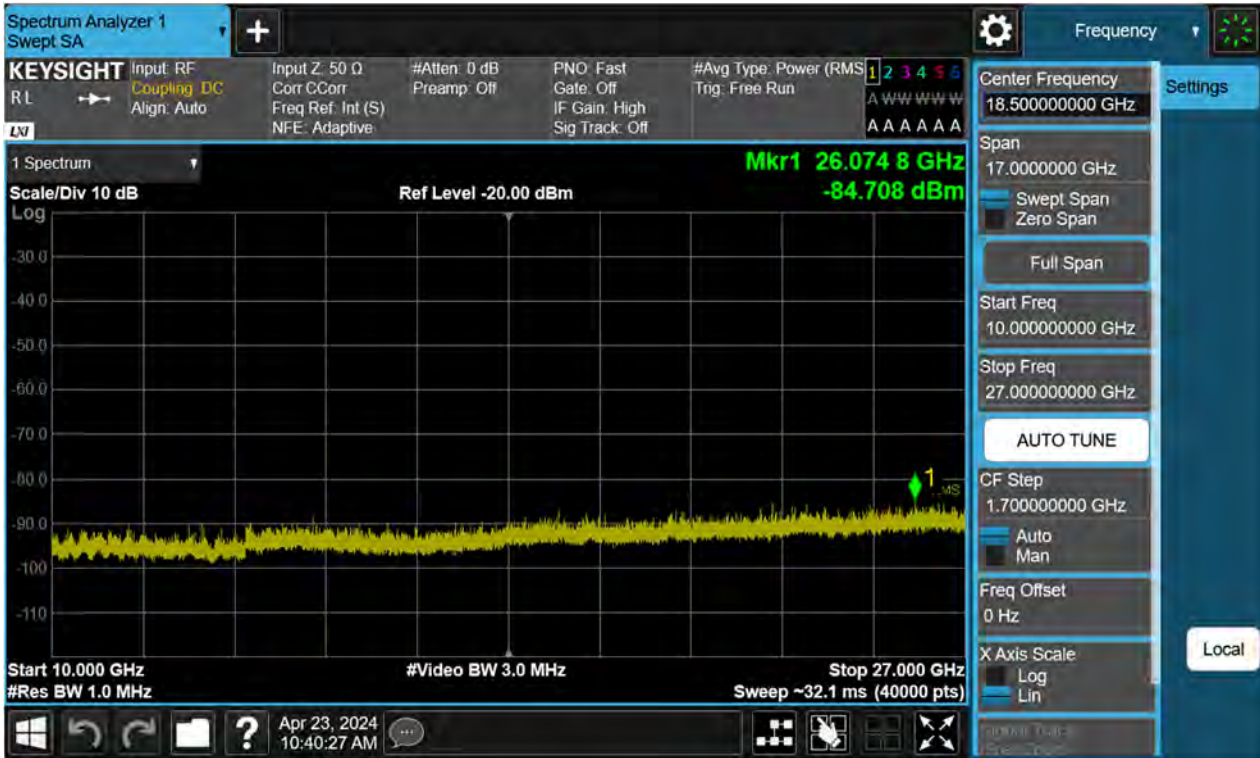 Spectrum Analyzer 1
Swept SA
+
Frequency
KEYSIGHT
RL
LXI
Input: RF
Coupling: DC
Align: Auto
Input Z: 50 Ω
Corr CCorr
Freq Ref: Int (S)
NFE: Adaptive
#Atten: 0 dB
Preamp: Off
PNO: Fast
Gate: Off
IF Gain: High
Sig Track: Off
#Avg Type: Power (RMS
Trig: Free Run
1 2 3 4 5 6
A W W W W W
A A A A A A
1 Spectrum
Mkr1 26.074 8 GHz
-84.708 dBm
Scale/Div 10 dB
Ref Level -20.00 dBm
Log
-30.0
-40.0
-50.0
-60.0
-70.0
-80.0
-90.0
-100
-110
1
Start 10.000 GHz
#Video BW 3.0 MHz
Stop 27.000 GHz
#Res BW 1.0 MHz
Sweep ~32.1 ms (40000 pts)
Center Frequency
18.500000000 GHz
Settings
Span
17.0000000 GHz
Swept Span
Zero Span
Full Span
Start Freq
10.000000000 GHz
Stop Freq
27.000000000 GHz
AUTO TUNE
CF Step
1.700000000 GHz
Auto
Man
Freq Offset
0 Hz
X Axis Scale
Log
Lin
Local
?
Apr 23, 2024
10:40:27 AM